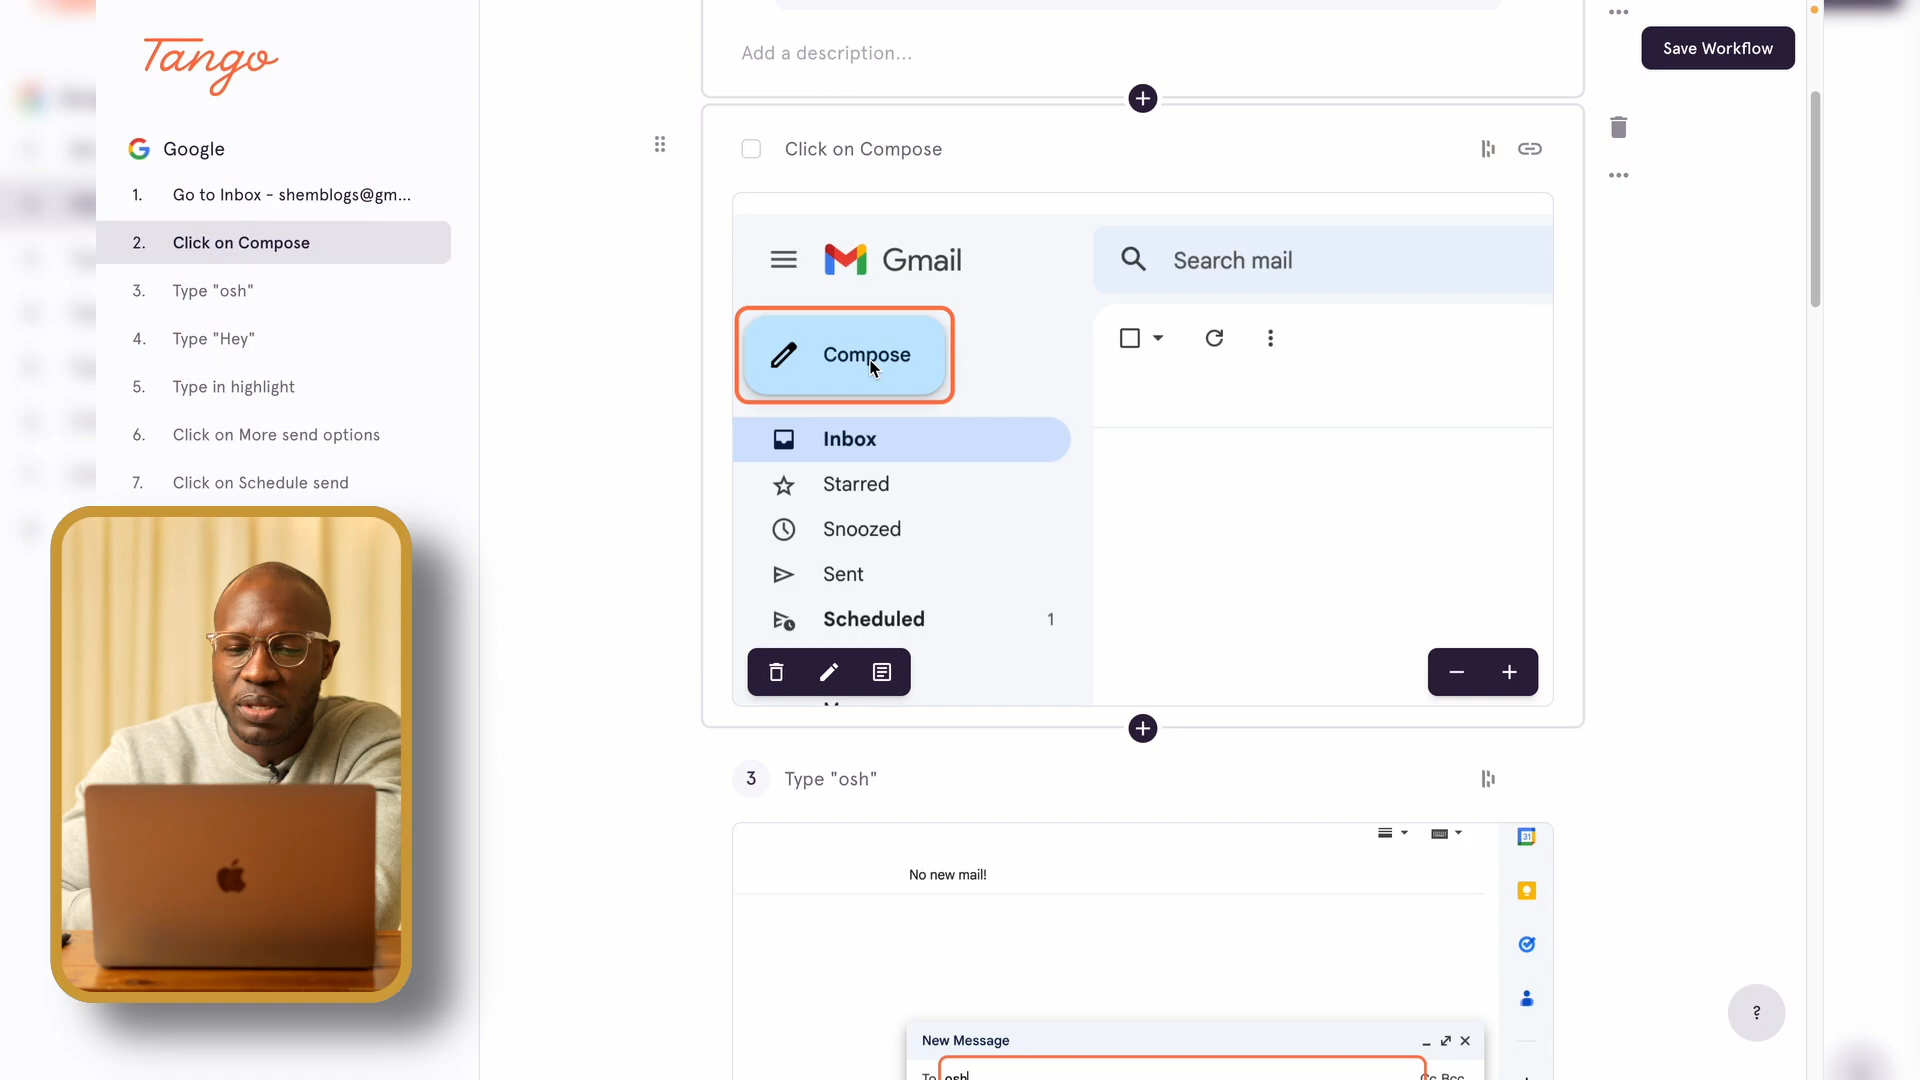 Tango
Google
1. Go to Inbox - shemblogs@gm...
2. Click on Compose
3. Type "osh"
4. Type "Hey"
5. Type in highlight
6. Click on More send options
7. Click on Schedule send
Add a description...
Save Workflow
Click on Compose
Gmail
Search mail
Compose
Inbox
Starred
Snoozed
Sent
Scheduled 1
3 Type "osh"
31
No new mail!
New Message
To osh
Cc Bcc
?